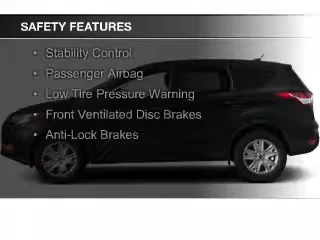 SAFETY FEATURES
• Stability Control
• Passenger Airbag
• Low Tire Pressure Warning
• Front Ventilated Disc Brakes
• Anti-Lock Brakes